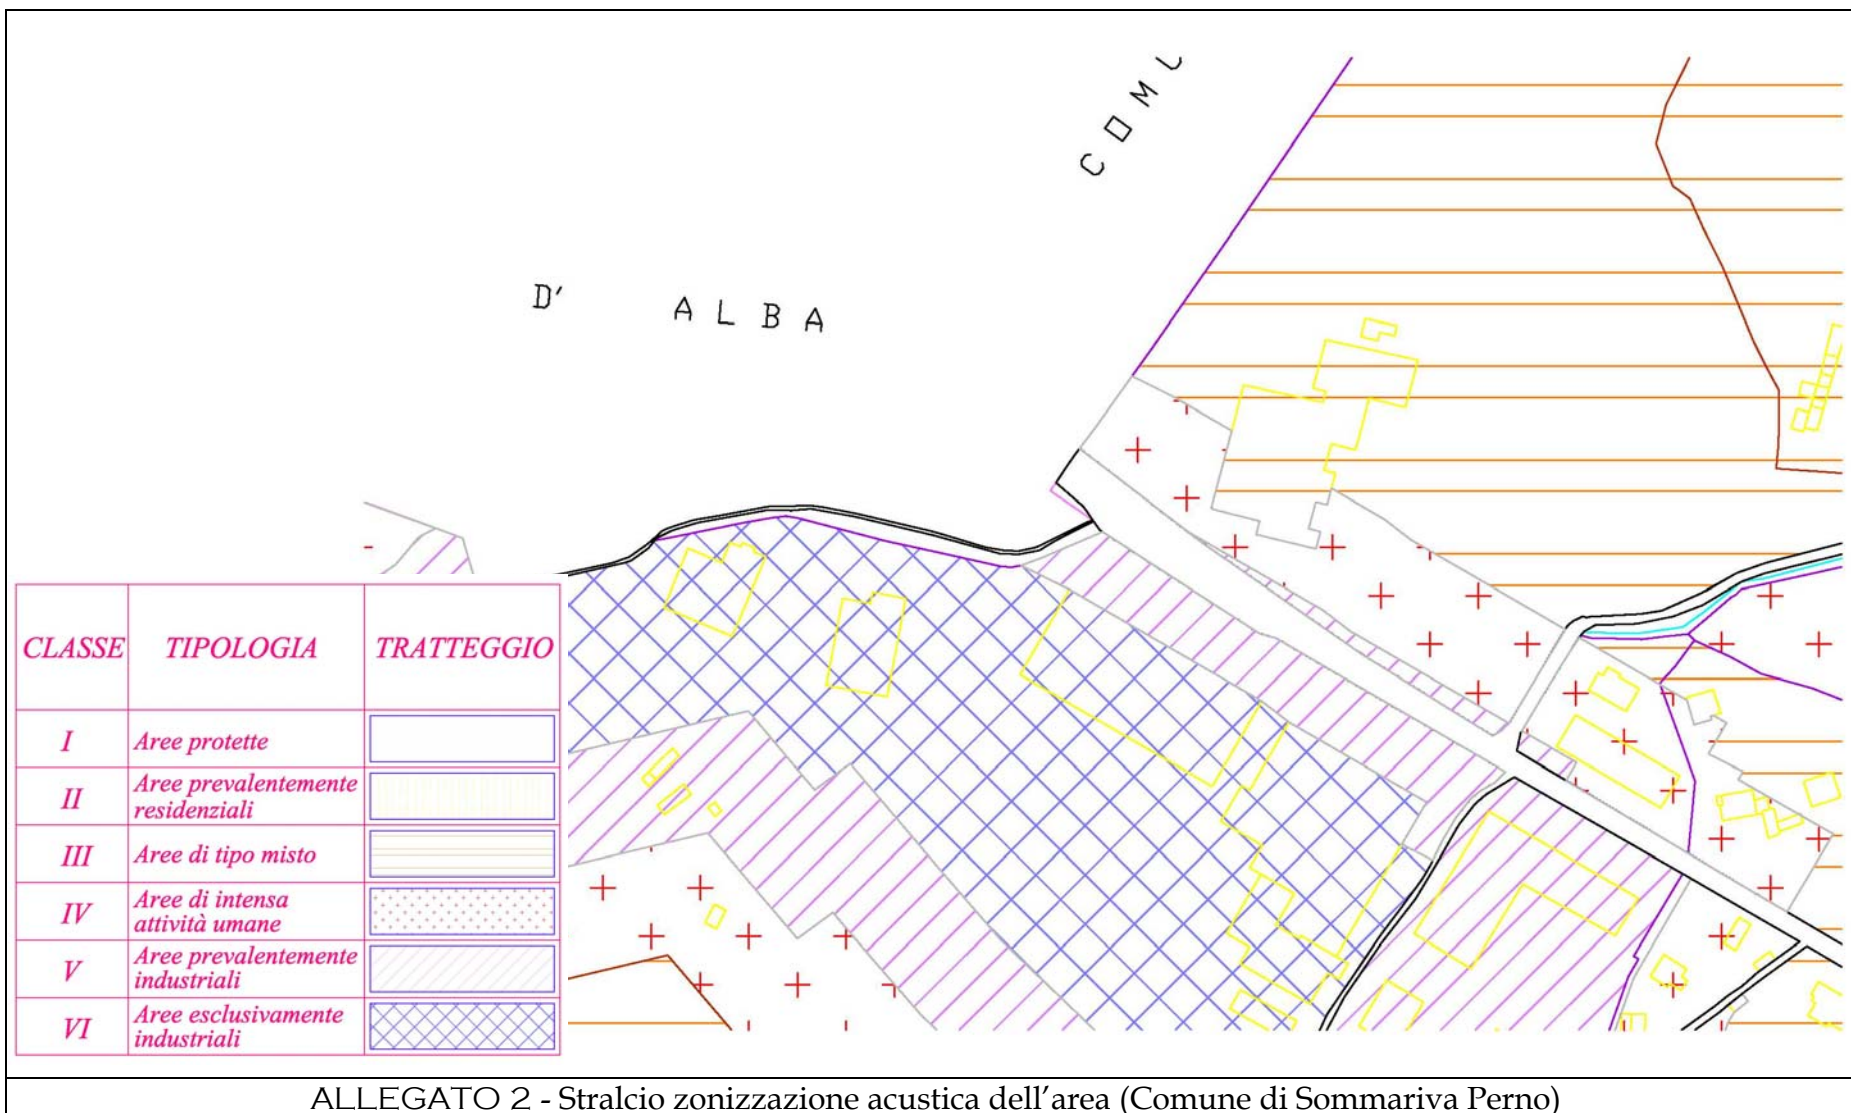 C O M U
D' A L B A
CLASSE TIPOLOGIA TRATTEGGIO
I Aree protette
II Aree prevalentemente
residenziali
III Aree di tipo misto
IV Aree di intensa
attività umane
V Aree prevalentemente
industriali
VI Aree esclusivamente
industriali
ALLEGATO 2 - Stralcio zonizzazione acustica dell'area (Comune di Sommariva Perno)